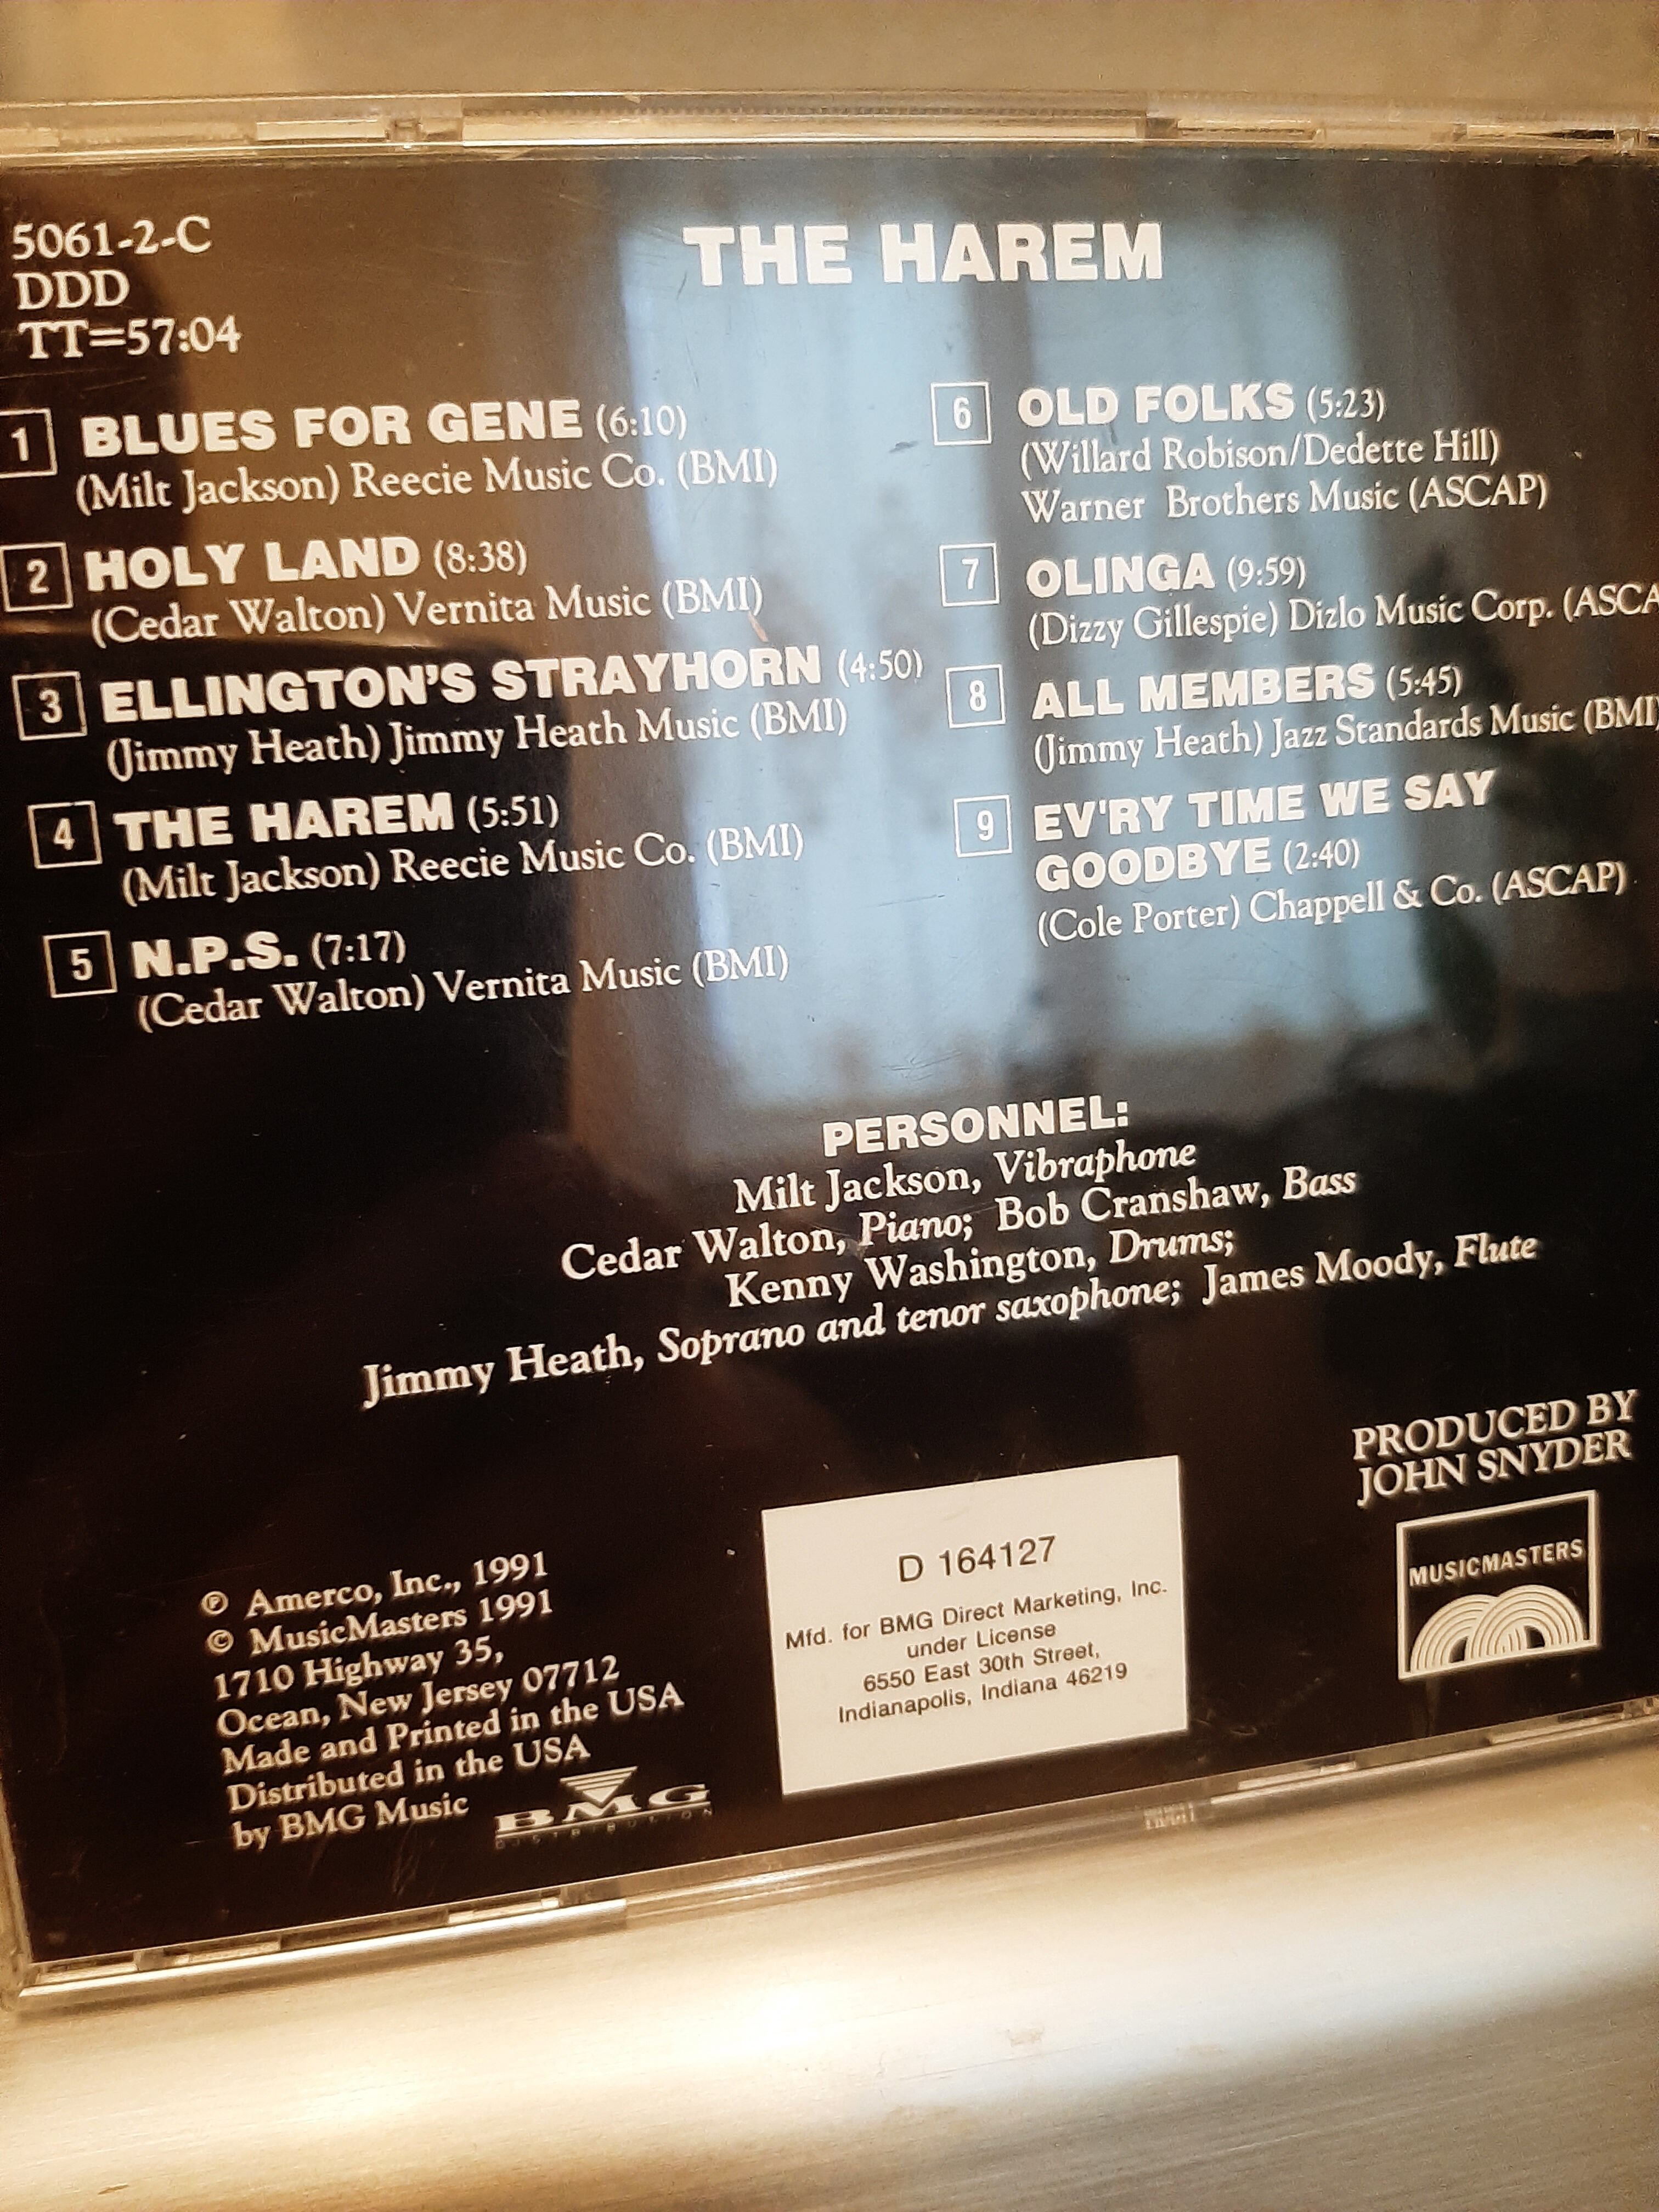 5061-2-C
DDD
TT=57:04
THE HAREM
1 BLUES FOR GENE (6:10)
(Milt Jackson) Reecie Music Co. (BMI)
2 HOLY LAND (8:38)
(Cedar Walton) Vernita Music (BMI)
3 ELLINGTON'S STRAYHORN (4:50)
(Jimmy Heath) Jimmy Heath Music (BMI)
4 THE HAREM (5:51)
(Milt Jackson) Reecie Music Co. (BMI)
5 N.P.S. (7:17)
(Cedar Walton) Vernita Music (BMI)
6 OLD FOLKS (5:23)
(Willard Robison/Dedette Hill)
Warner Brothers Music (ASCAP)
7 OLINGA (9:59)
(Dizzy Gillespie) Dizlo Music Corp. (ASCA
8 ALL MEMBERS (5:45)
(Jimmy Heath) Jazz Standards Music (BMI)
9 EV'RY TIME WE SAY
GOODBYE (2:40)
(Cole Porter) Chappell & Co. (ASCAP)
PERSONNEL:
Milt Jackson, Vibraphone
Cedar Walton, Piano; Bob Cranshaw, Bass
Kenny Washington, Drums;
Jimmy Heath, Soprano and tenor saxophone; James Moody, Flute
PRODUCED BY
JOHN SNYDER
MUSICMASTERS
℗ Amerco, Inc., 1991
© MusicMasters 1991
1710 Highway 35,
Ocean, New Jersey 07712
Made and Printed in the USA
Distributed in the USA
by BMG Music
BMG
DISTRIBUTION
D 164127
Mfd. for BMG Direct Marketing, Inc.
under License
6550 East 30th Street,
Indianapolis, Indiana 46219